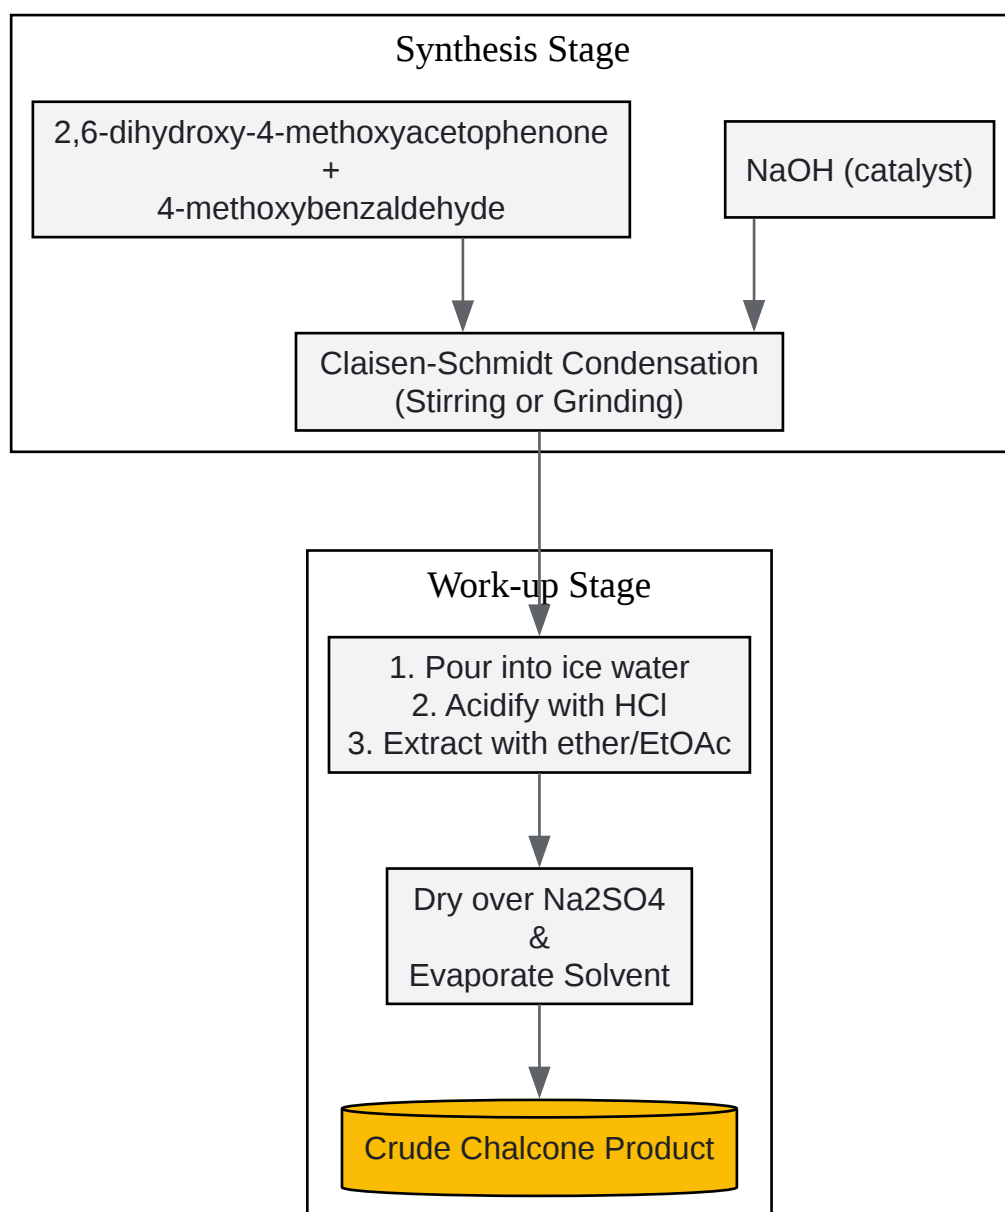 Synthesis Stage
2,6-dihydroxy-4-methoxyacetophenone
+
4-methoxybenzaldehyde
NaOH (catalyst)
Claisen-Schmidt Condensation
(Stirring or Grinding)
Work-up Stage
1. Pour into ice water
2. Acidify with HCl
3. Extract with ether/EtOAc
Dry over Na2SO4
&
Evaporate Solvent
Crude Chalcone Product